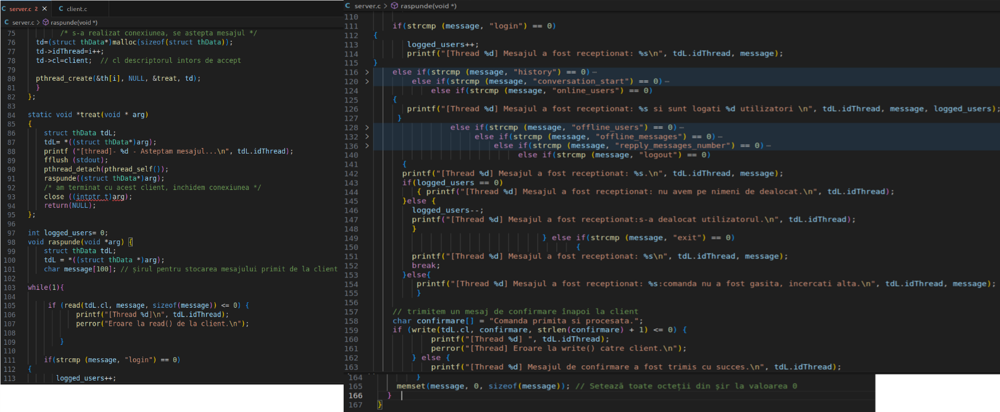 server.c 2 × client.c
server.c > respunde(void *)
75 /* s-a realizat conexiunea, se astepta mesajul */
76 td=(struct thData*)malloc(sizeof(struct thData));
77 td->idThread=i++;
78 td->cl=client; // cl descriptorul intors de accept
79
80 pthread_create(&th[i], NULL, &treat, td);
81 }
82 };
83
84 static void *treat(void * arg)
85 {
86 struct thData tdL;
87 tdL= *((struct thData*)arg);
88 printf ("[thread]- %d - Asteptam mesajul...\n", tdL.idThread);
89 fflush (stdout);
90 pthread_detach(pthread_self());
91 raspunde((struct thData*)arg);
92 /* am terminat cu acest client, inchidem conexiunea */
93 close ((intptr_t)arg);
94 return(NULL);
95 };
96
97 int logged_users= 0;
98 void raspunde(void *arg) {
99 struct thData tdL;
100 tdL = *((struct thData *)arg);
101 char message[100]; // șirul pentru stocarea mesajului primit de la client
102
103 while(1){
104
105 if (read(tdL.cl, message, sizeof(message)) <= 0) {
106 printf("[Thread %d]\n", tdL.idThread);
107 perror("Eroare la read() de la client.\n");
108
109 }
110
111 if(strcmp (message, "login") == 0)
112 {
113 logged_users++;
server.c > raspunde(void *)
110
111 if(strcmp (message, "login") == 0)
112 {
113 logged_users++;
114 printf("[Thread %d] Mesajul a fost receptionat: %s\n", tdL.idThread, message);
115 }
116 > else if(strcmp (message, "history") == 0)⋯
120 > else if(strcmp (message, "conversation_start") == 0)⋯
124 else if(strcmp (message, "online_users") == 0)
125 {
126 printf("[Thread %d] Mesajul a fost receptionat: %s si sunt logati %d utilizatori \n", tdL.idThread, message, logged_users);
127 }
128 > else if(strcmp (message, "offline_users") == 0)⋯
132 > else if(strcmp (message, "offline_messages") == 0)⋯
136 > else if(strcmp (message, "repply_messages_number") == 0)⋯
140 else if(strcmp (message, "logout") == 0)
141 {
142 printf("[Thread %d] Mesajul a fost receptionat: %s.\n", tdL.idThread, message);
143 if(logged_users == 0)
144 { printf("[Thread %d] Mesajul a fost receptionat: nu avem pe nimeni de dealocat.\n", tdL.idThread);
145 }else {
146 logged_users--;
147 printf("[Thread %d] Mesajul a fost receptionat:s-a dealocat utilizatorul.\n", tdL.idThread);
148 }
149 } else if(strcmp (message, "exit") == 0)
150 {
151 printf("[Thread %d] Mesajul a fost receptionat: %s\n", tdL.idThread, message);
152 break;
153 }else{
154 printf("[Thread %d] Mesajul a fost receptionat: %s:comanda nu a fost gasita, incercati alta.\n", tdL.idThread, message);
155 }
156
157 // trimitem un mesaj de confirmare înapoi la client
158 char confirmare[] = "Comanda primita si procesata.";
159 if (write(tdL.cl, confirmare, strlen(confirmare) + 1) <= 0) {
160 printf("[Thread %d] ", tdL.idThread);
161 perror("[Thread] Eroare la write() catre client.\n");
162 } else {
163 printf("[Thread %d] Mesajul de confirmare a fost trimis cu succes.\n", tdL.idThread);
164 }
165 memset(message, 0, sizeof(message)); // Setează toate octeții din șir la valoarea 0
166 }
167 }